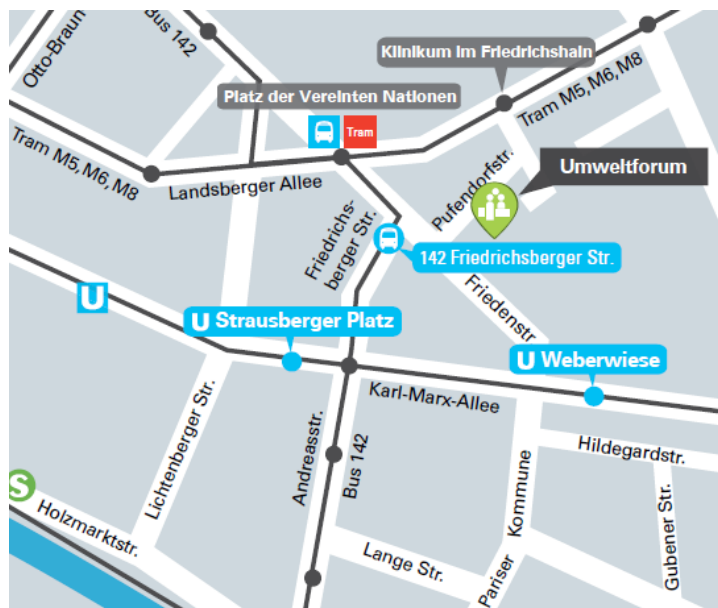 Otto-Braun
Bus 142
Klinikum im Friedrichshain
Platz der Vereinten Nationen
Tram
Tram M5, M6, M8
Tram M5, M6, M8
Landsberger Allee
Umweltforum
Pufendorfstr.
Friedrichs-
berger Str.
142 Friedrichsberger Str.
Friedenstr
U
U Strausberger Platz
U Weberwiese
Karl-Marx-Allee
Lichtenberger Str.
Andreasstr.
Bus 142
Hildegardstr.
Kommune
Pariser
Gubener Str.
S
Holzmarktstr.
Lange Str.